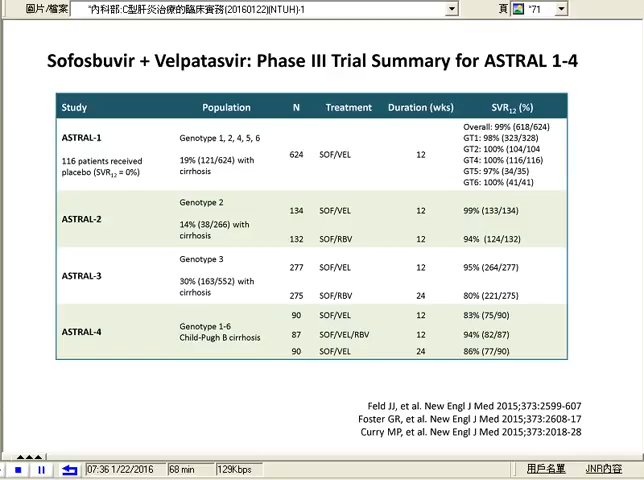 圖片/檔案 "內科部:C型肝炎治療的臨床實務(20160122)(NTUH)-1 頁 "71
Sofosbuvir + Velpatasvir: Phase III Trial Summary for ASTRAL 1-4
Study Population N Treatment Duration (wks) SVR12 (%)
ASTRAL-1
116 patients received
placebo (SVR12 = 0%)
Genotype 1, 2, 4, 5, 6
19% (121/624) with
cirrhosis
624 SOF/VEL 12
Overall: 99% (618/624)
GT1: 98% (323/328)
GT2: 100% (104/104
GT4: 100% (116/116)
GT5: 97% (34/35)
GT6: 100% (41/41)
ASTRAL-2
Genotype 2
14% (38/266) with
cirrhosis
134 SOF/VEL 12 99% (133/134)
132 SOF/RBV 12 94% (124/132)
ASTRAL-3
Genotype 3
30% (163/552) with
cirrhosis
277 SOF/VEL 12 95% (264/277)
275 SOF/RBV 24 80% (221/275)
ASTRAL-4
Genotype 1-6
Child-Pugh B cirrhosis
90 SOF/VEL 12 83% (75/90)
87 SOF/VEL/RBV 12 94% (82/87)
90 SOF/VEL 24 86% (77/90)
Feld JJ, et al. New Engl J Med 2015;373:2599-607
Foster GR, et al. New Engl J Med 2015;373:2608-17
Curry MP, et al. New Engl J Med 2015;373:2018-28
07:36 1/22/2016 68 min 129Kbps 用戶名單 JNR內容